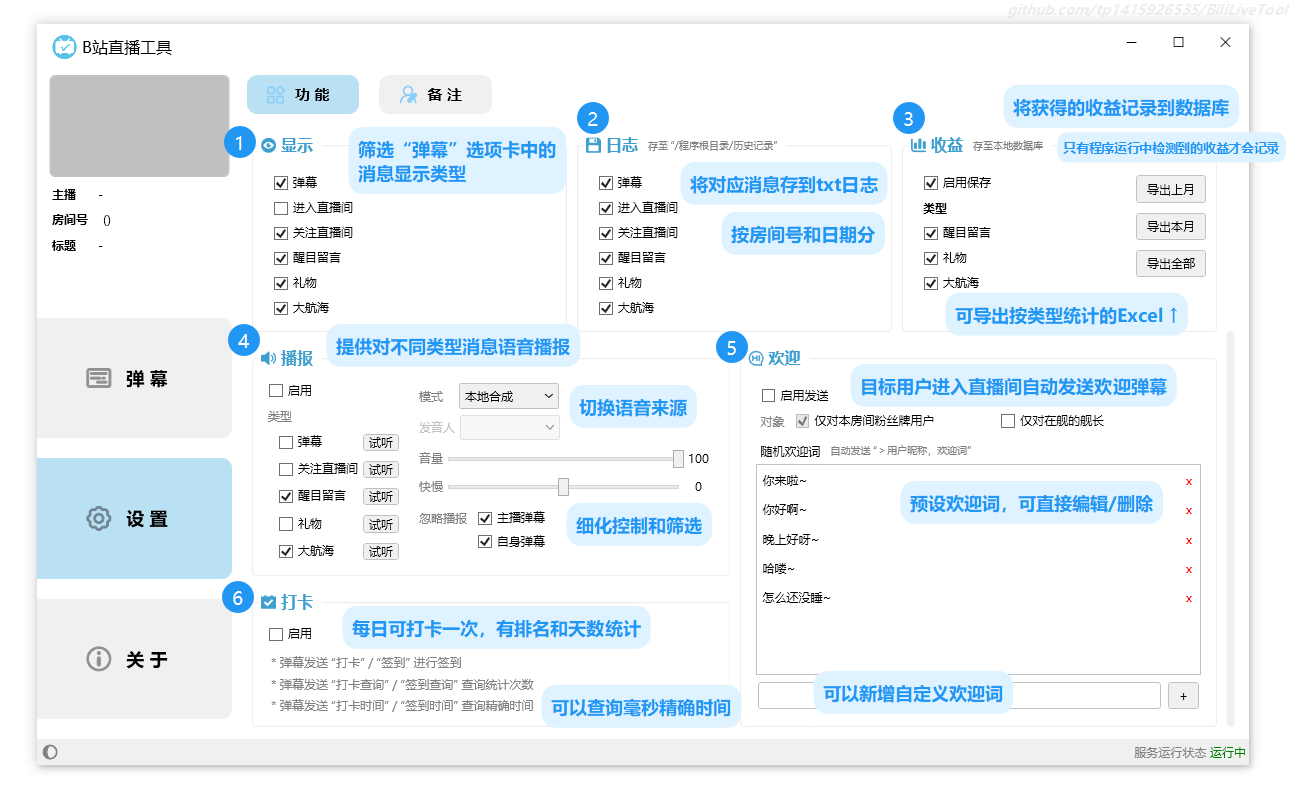 github.com/tp1415926535/BiliLiveTool
B站直播工具
功能
备注
主播 -
房间号 ()
标题 -
弹幕
设置
关于
1
显示
筛选“弹幕”选项卡中的
消息显示类型
弹幕
进入直播间
关注直播间
醒目留言
礼物
大航海
2
日志 存至 "/程序根目录/历史记录"
将对应消息存到txt日志
按房间号和日期分
弹幕
进入直播间
关注直播间
醒目留言
礼物
大航海
3
将获得的收益记录到数据库
收益 存至本地数据库
只有程序运行中检测到的收益才会记录
启用保存
类型
醒目留言
礼物
大航海
导出上月
导出本月
导出全部
可导出按类型统计的Excel↑
4
播报
提供对不同类型消息语音播报
启用
类型
弹幕 试听
关注直播间 试听
醒目留言 试听
礼物 试听
大航海 试听
模式 本地合成
切换语音来源
发音人
音量 100
快慢 0
忽略播报 主播弹幕
自身弹幕
细化控制和筛选
5
HI 欢迎
目标用户进入直播间自动发送欢迎弹幕
启用发送
对象 仅对本房间粉丝牌用户 仅对在舰的舰长
随机欢迎词 自动发送 "> 用户昵称，欢迎词"
你来啦~ x
你好啊~ x
晚上好呀~ x
哈喽~ x
怎么还没睡~ x
预设欢迎词，可直接编辑/删除
可以新增自定义欢迎词
+
6
打卡
每日可打卡一次，有排名和天数统计
启用
* 弹幕发送 "打卡" / "签到" 进行签到
* 弹幕发送 "打卡查询" / "签到查询" 查询统计次数
* 弹幕发送 "打卡时间" / "签到时间" 查询精确时间
可以查询毫秒精确时间
服务运行状态 运行中